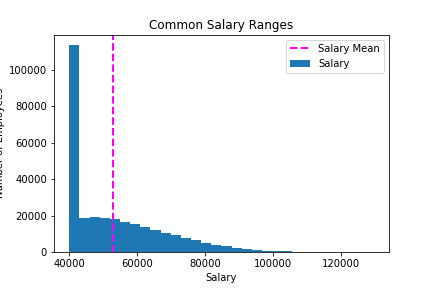 Common Salary Ranges
Salary Mean
Salary
100000
80000
60000
40000
20000
0
Number of Employees
40000 60000 80000 100000 120000
Salary